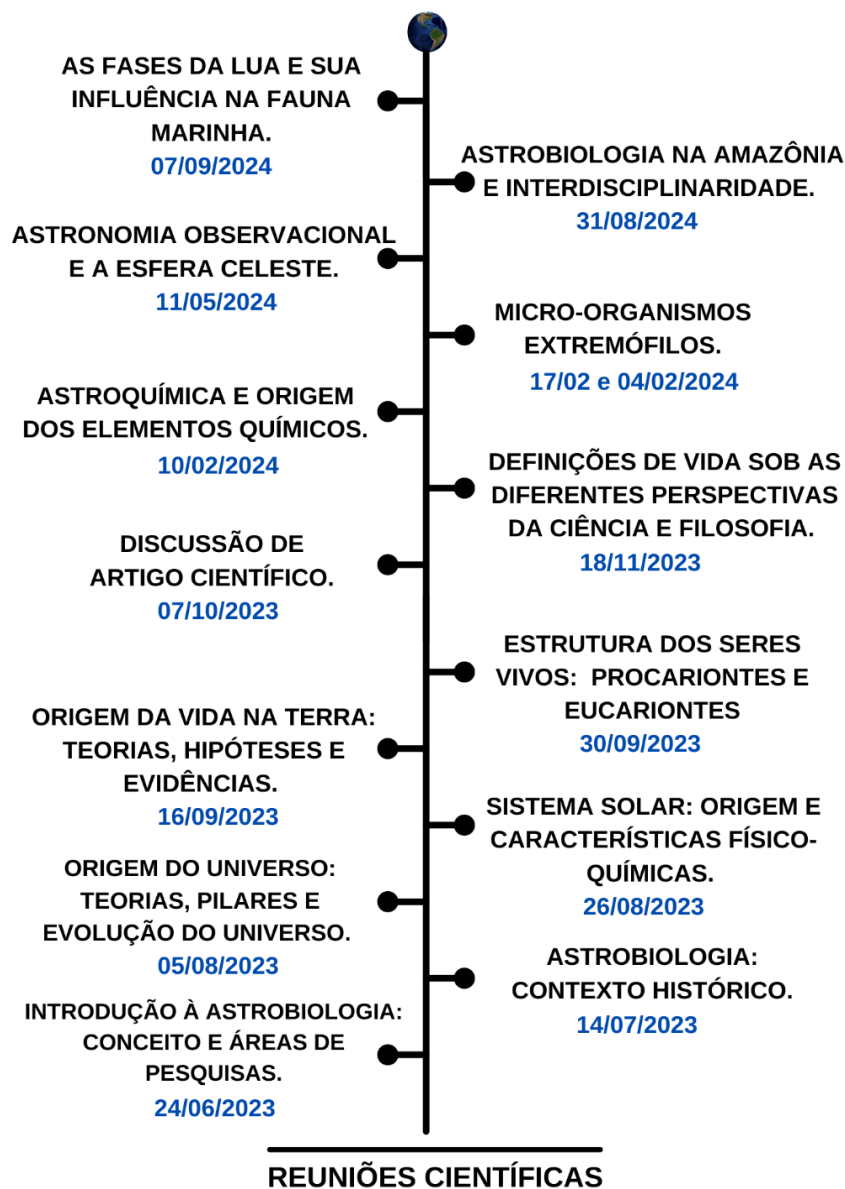 AS FASES DA LUA E SUA
INFLUÊNCIA NA FAUNA
MARINHA.
07/09/2024
ASTROBIOLOGIA NA AMAZÔNIA
E INTERDISCIPLINARIDADE.
31/08/2024
ASTRONOMIA OBSERVACIONAL
E A ESFERA CELESTE.
11/05/2024
MICRO-ORGANISMOS
EXTREMÓFILOS.
17/02 e 04/02/2024
ASTROQUÍMICA E ORIGEM
DOS ELEMENTOS QUÍMICOS.
10/02/2024
DEFINIÇÕES DE VIDA SOB AS
DIFERENTES PERSPECTIVAS
DA CIÊNCIA E FILOSOFIA.
18/11/2023
DISCUSSÃO DE
ARTIGO CIENTÍFICO.
07/10/2023
ESTRUTURA DOS SERES
VIVOS: PROCARIONTES E
EUCARIONTES
30/09/2023
ORIGEM DA VIDA NA TERRA:
TEORIAS, HIPÓTESES E
EVIDÊNCIAS.
16/09/2023
SISTEMA SOLAR: ORIGEM E
CARACTERÍSTICAS FÍSICO-
QUÍMICAS.
26/08/2023
ORIGEM DO UNIVERSO:
TEORIAS, PILARES E
EVOLUÇÃO DO UNIVERSO.
05/08/2023
ASTROBIOLOGIA:
CONTEXTO HISTÓRICO.
14/07/2023
INTRODUÇÃO À ASTROBIOLOGIA:
CONCEITO E ÁREAS DE
PESQUISAS.
24/06/2023
REUNIÕES CIENTÍFICAS